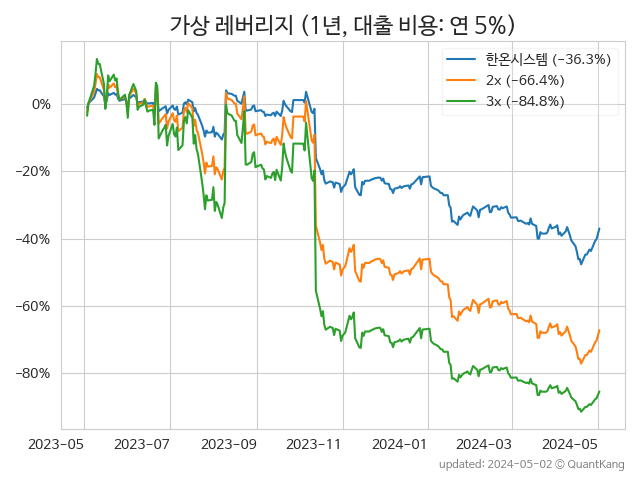 가상 레버리지 (1년, 대출 비용: 연 5%)
한온시스템 (−36.3%)
2x (−66.4%)
3x (−84.8%)
0%
−20%
−40%
−60%
−80%
2023-05 2023-07 2023-09 2023-11 2024-01 2024-03 2024-05
updated: 2024-05-02 © QuantKang